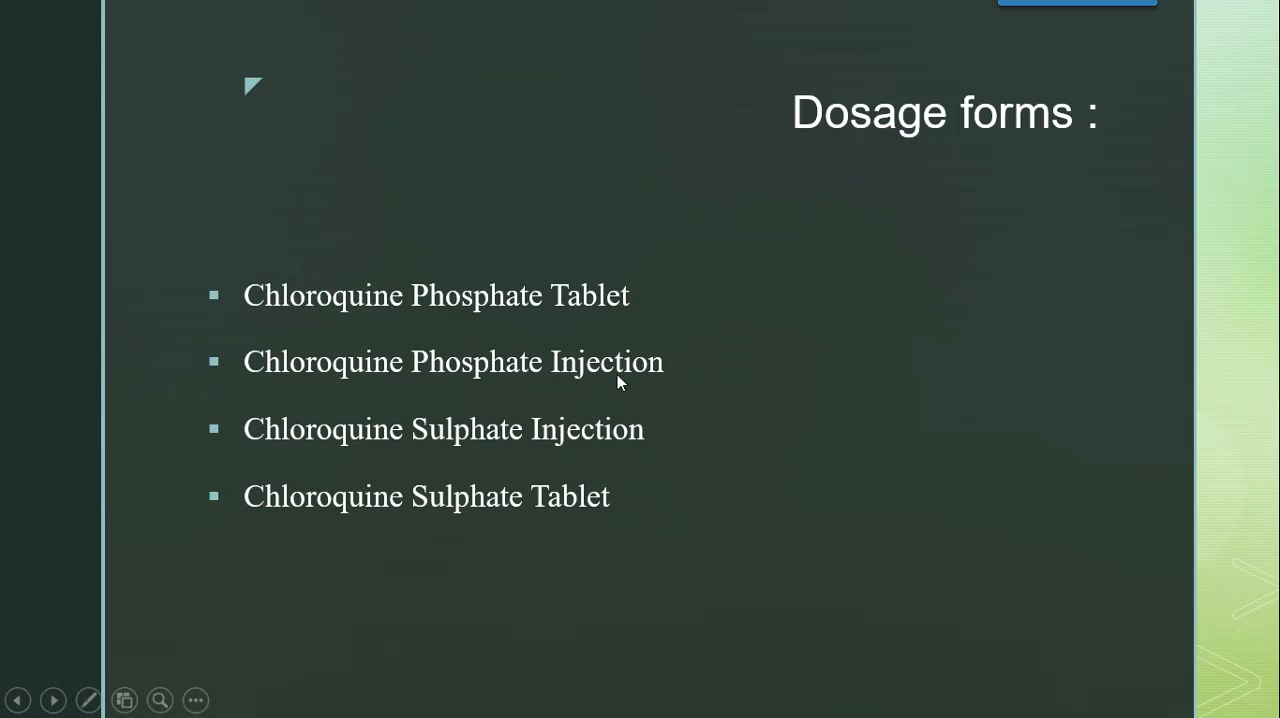 Dosage forms :
Chloroquine Phosphate Tablet
Chloroquine Phosphate Injection
Chloroquine Sulphate Injection
Chloroquine Sulphate Tablet